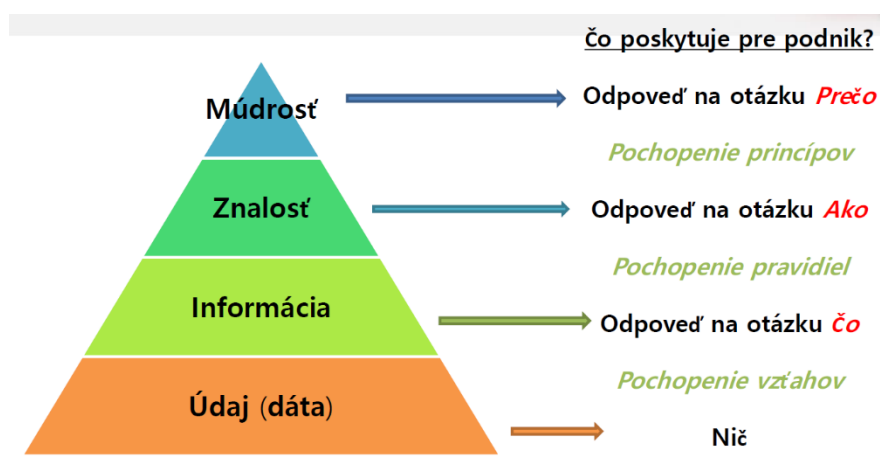 Čo poskytuje pre podnik?
Múdrosť
Odpoveď na otázku Prečo
Pochopenie princípov
Znalosť
Odpoveď na otázku Ako
Pochopenie pravidiel
Informácia
Odpoveď na otázku Čo
Pochopenie vzťahov
Údaj (dáta)
Nič